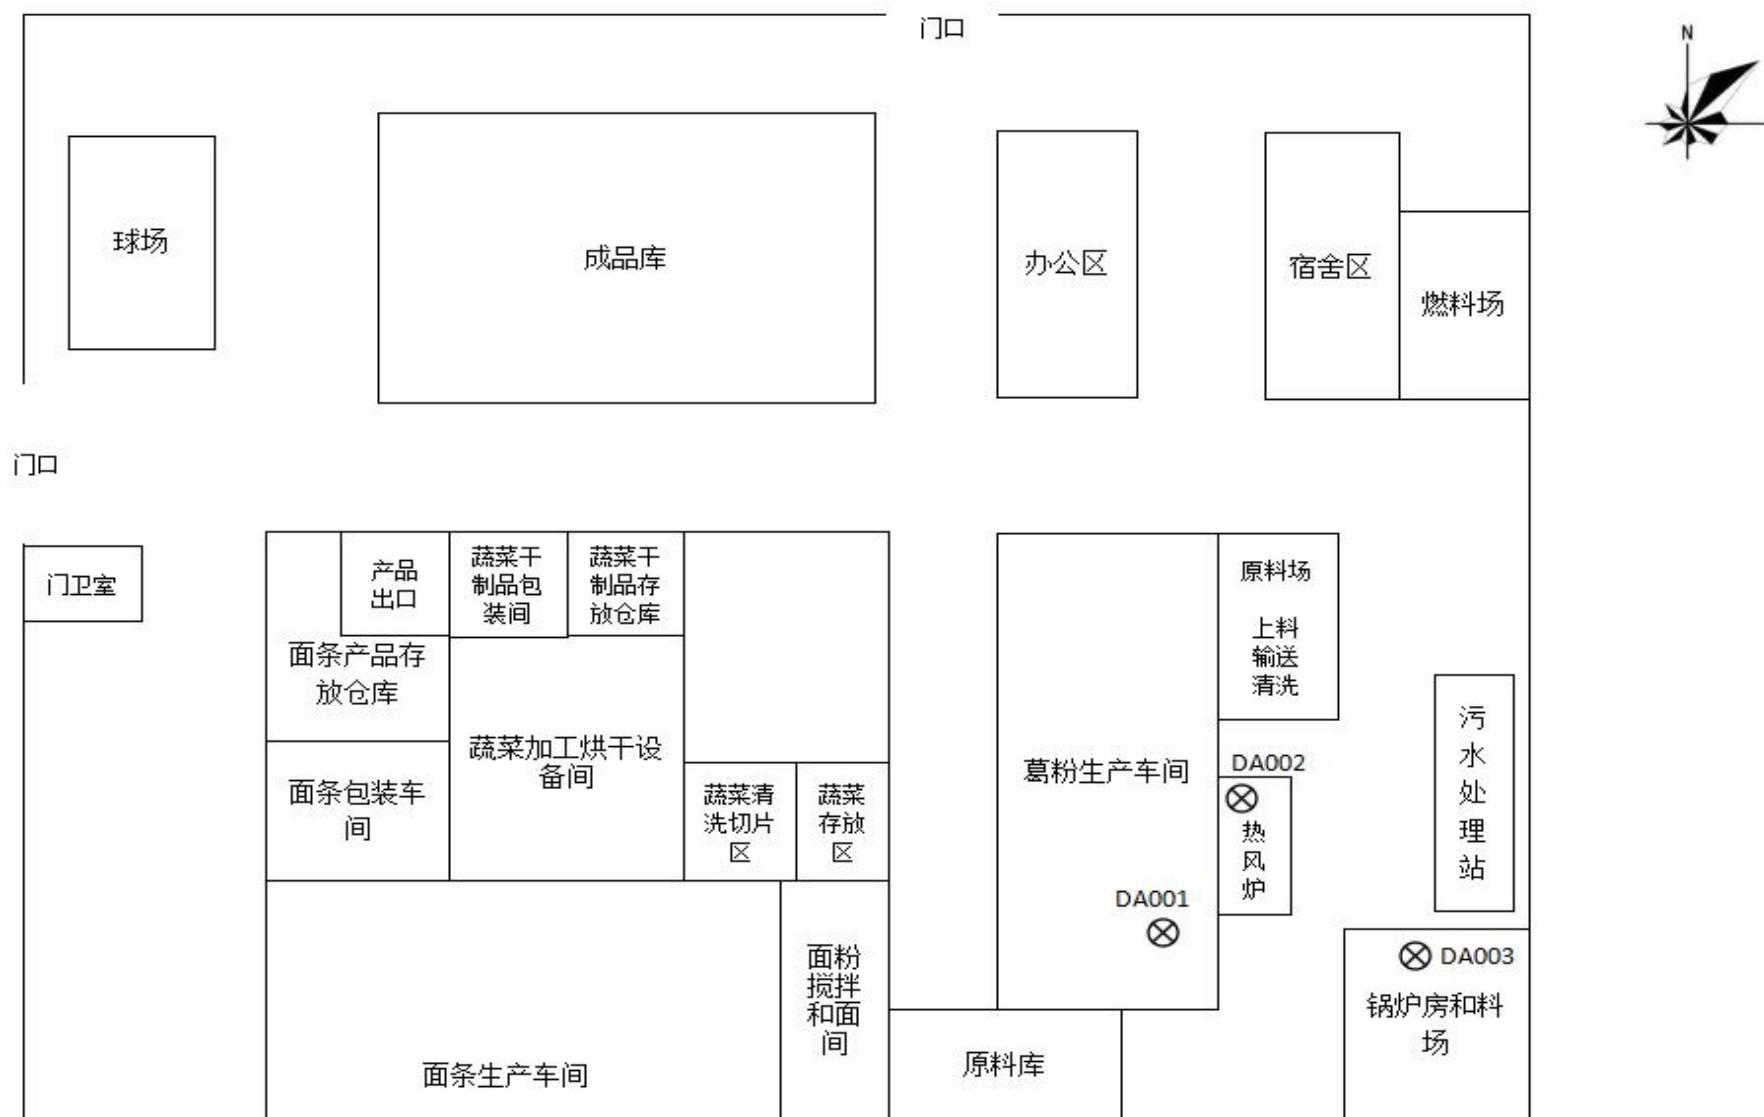 门口
N
球场
成品库
办公区
宿舍区
燃料场
门口
门卫室
产品
出口
蔬菜干
制品包
装间
蔬菜干
制品存
放仓库
原料场
上料
输送
清洗
面条产品存
放仓库
蔬菜加工烘干设
备间
面条包装车
间
蔬菜清
洗切片
区
蔬菜
存放
区
葛粉生产车间
DA002
热
风
炉
污
水
处
理
站
DA001
DA003
锅炉房和料
场
面粉
搅拌
和面
间
面条生产车间
原料库